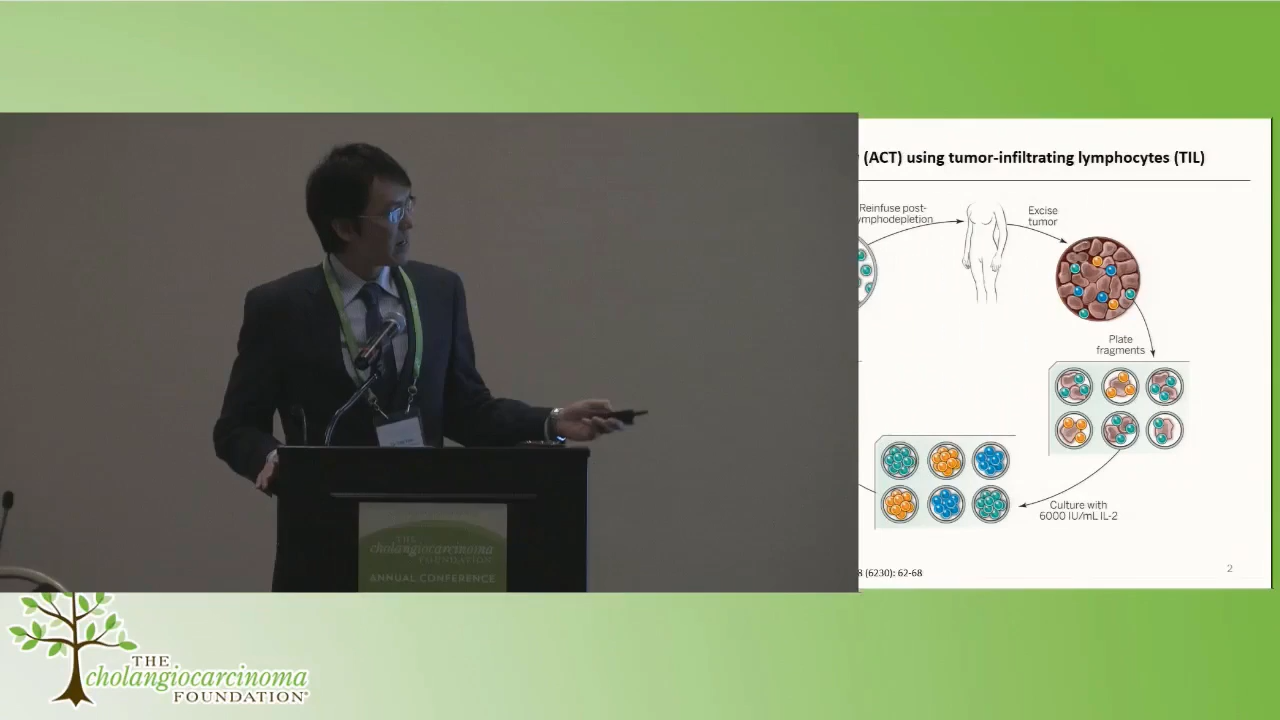 (ACT) using tumor-infiltrating lymphocytes (TIL)
Reinfuse post-
lymphodepletion
Excise
tumor
Plate
fragments
Culture with
6000 IU/mL IL-2
8 (6230): 62-68
2
THE
cholangiocarcinoma
FOUNDATION
ANNUAL CONFERENCE
THE
cholangiocarcinoma
FOUNDATION®